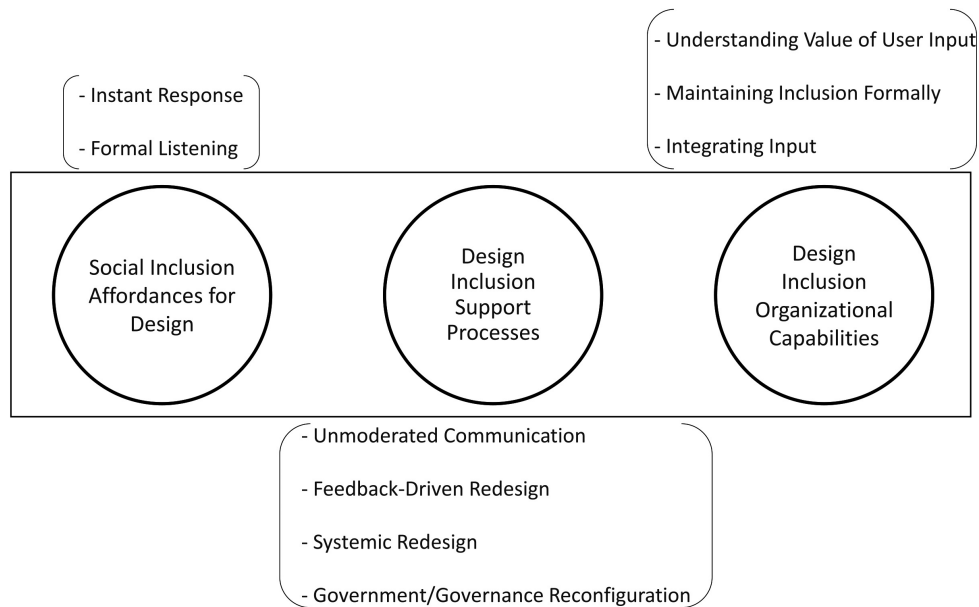 - Instant Response
- Formal Listening
- Understanding Value of User Input
- Maintaining Inclusion Formally
- Integrating Input
Social Inclusion
Affordances for
Design
Design
Inclusion
Support
Processes
Design
Inclusion
Organizational
Capabilities
- Unmoderated Communication
- Feedback-Driven Redesign
- Systemic Redesign
- Government/Governance Reconfiguration